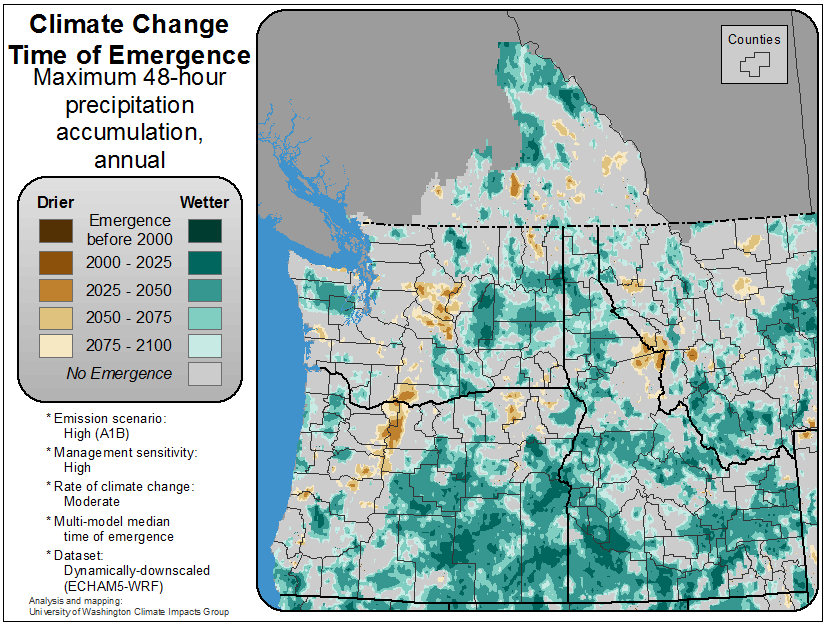 Climate Change
Time of Emergence
Maximum 48-hour
precipitation
accumulation,
annual
Drier
Wetter
Emergence
before 2000
2000 - 2025
2025 - 2050
2050 - 2075
2075 - 2100
No Emergence
* Emission scenario:
High (A1B)
* Management sensitivity:
High
* Rate of climate change:
Moderate
* Multi-model median
time of emergence
* Dataset:
Dynamically-downscaled
(ECHAM5-WRF)
Analysis and mapping:
University of Washington Climate Impacts Group
Counties